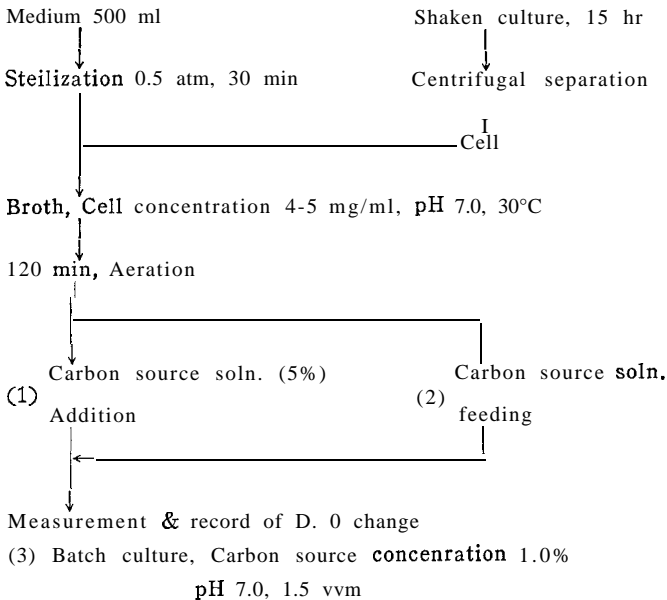 Medium 500 ml
Shaken culture, 15 hr
Steilization 0.5 atm, 30 min
Centrifugal separation
I
Cell
Broth, Cell concentration 4-5 mg/ml, pH 7.0, 30°C
120 min, Aeration
Carbon source soln. (5%)
(1)
Addition
Carbon source soln.
(2)
feeding
Measurement & record of D. 0 change
(3) Batch culture, Carbon source concenration 1.0%
pH 7.0, 1.5 vvm